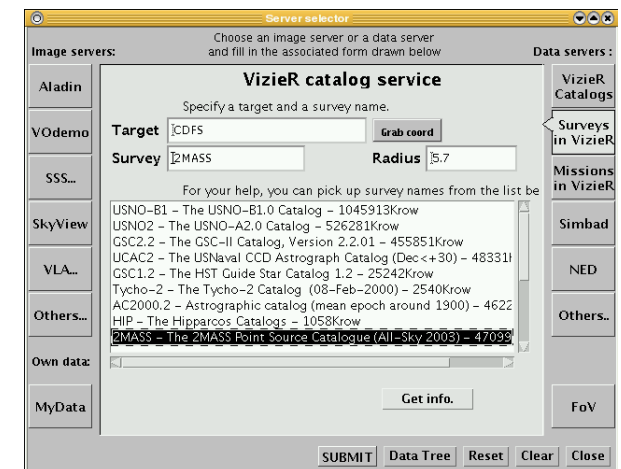 Server selector
Choose an image server or a data server
and fill in the associated form drawn below
Image servers:
Data servers :
Aladin
VOdemo
SSS...
SkyView
VLA...
Others...
Own data:
MyData
VizieR catalog service
Specify a target and a survey name.
Target CDFS Grab coord
Survey 2MASS Radius 5.7
For your help, you can pick up survey names from the list be
USNO-B1 - The USNO-B1.0 Catalog - 1045913Krow
USNO2 - The USNO-A2.0 Catalog - 526281Krow
GSC2.2 - The GSC-II Catalog, Version 2.2.01 - 455851Krow
UCAC2 - The USNaval CCD Astrograph Catalog (Dec<+30) - 48331
GSC1.2 - The HST Guide Star Catalog 1.2 - 25242Krow
Tycho-2 - The Tycho-2 Catalog (08-Feb-2000) - 2540Krow
AC2000.2 - Astrographic catalog (mean epoch around 1900) - 4622
HIP - The Hipparcos Catalogs - 1058Krow
2MASS - The 2MASS Point Source Catalogue (All-Sky 2003) - 47099
Get info.
VizieR
Catalogs
Surveys
in VizieR
Missions
in VizieR
Simbad
NED
Others..
FoV
SUBMIT Data Tree Reset Clear Close